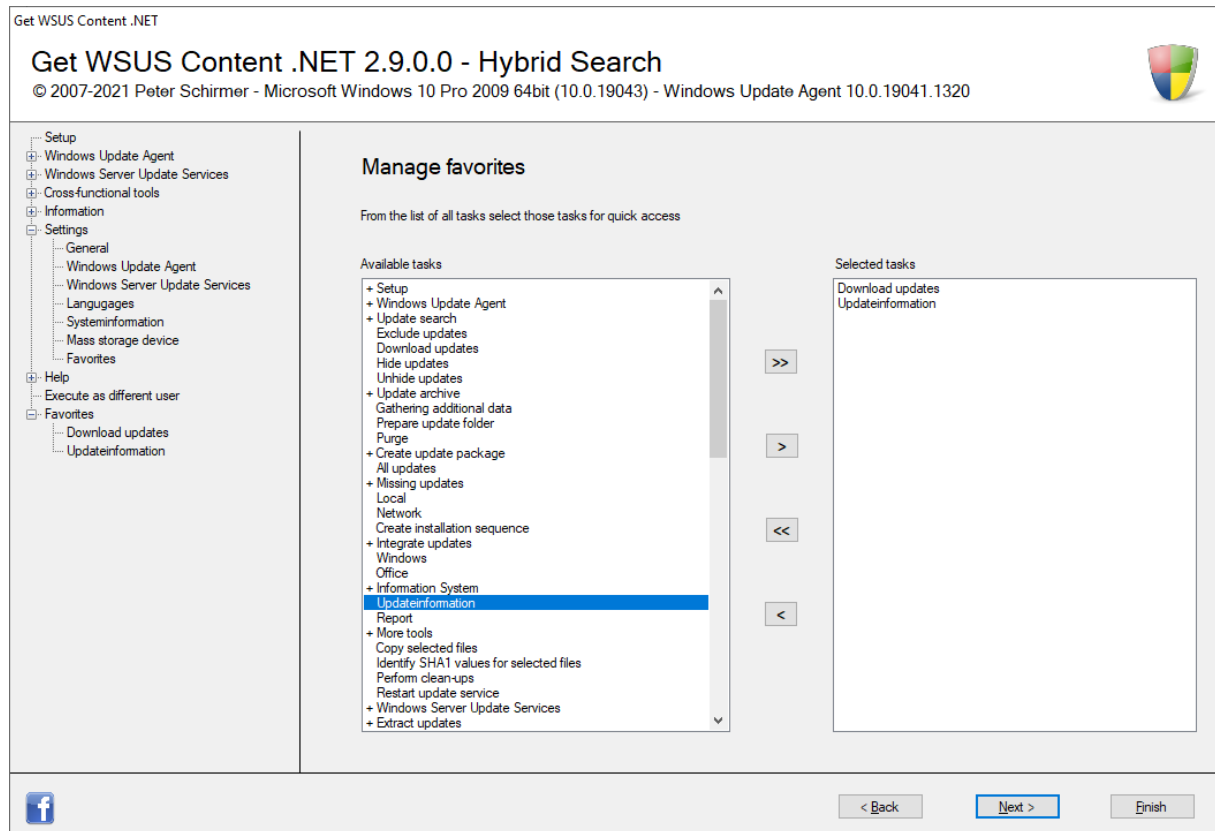 Get WSUS Content .NET
Get WSUS Content .NET 2.9.0.0 - Hybrid Search
© 2007-2021 Peter Schirmer - Microsoft Windows 10 Pro 2009 64bit (10.0.19043) - Windows Update Agent 10.0.19041.1320
Setup
Windows Update Agent
Windows Server Update Services
Cross-functional tools
Information
Settings
General
Windows Update Agent
Windows Server Update Services
Langugages
Systeminformation
Mass storage device
Favorites
Help
Execute as different user
Favorites
Download updates
Updateinformation
Manage favorites
From the list of all tasks select those tasks for quick access
Available tasks
+ Setup
+ Windows Update Agent
+ Update search
Exclude updates
Download updates
Hide updates
Unhide updates
+ Update archive
Gathering additional data
Prepare update folder
Purge
+ Create update package
All updates
+ Missing updates
Local
Network
Create installation sequence
+ Integrate updates
Windows
Office
+ Information System
Updateinformation
Report
+ More tools
Copy selected files
Identify SHA1 values for selected files
Perform clean-ups
Restart update service
+ Windows Server Update Services
+ Extract updates
>>
>
<<
<
Selected tasks
Download updates
Updateinformation
f
< Back
Next >
Finish